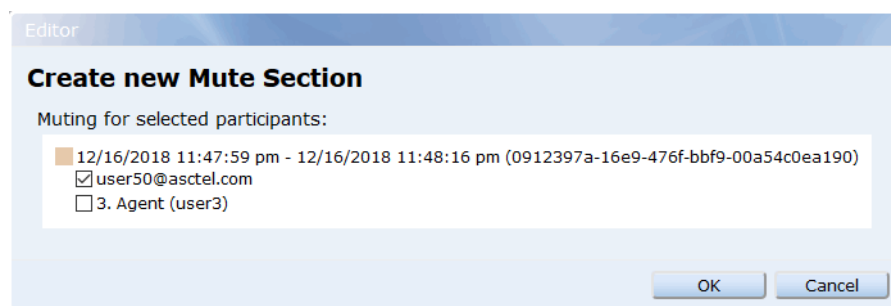 Editor
Create new Mute Section
Muting for selected participants:
12/16/2018 11:47:59 pm - 12/16/2018 11:48:16 pm (0912397a-16e9-476f-bbf9-00a54c0ea190)
user50@asctel.com
3. Agent (user3)
OK Cancel